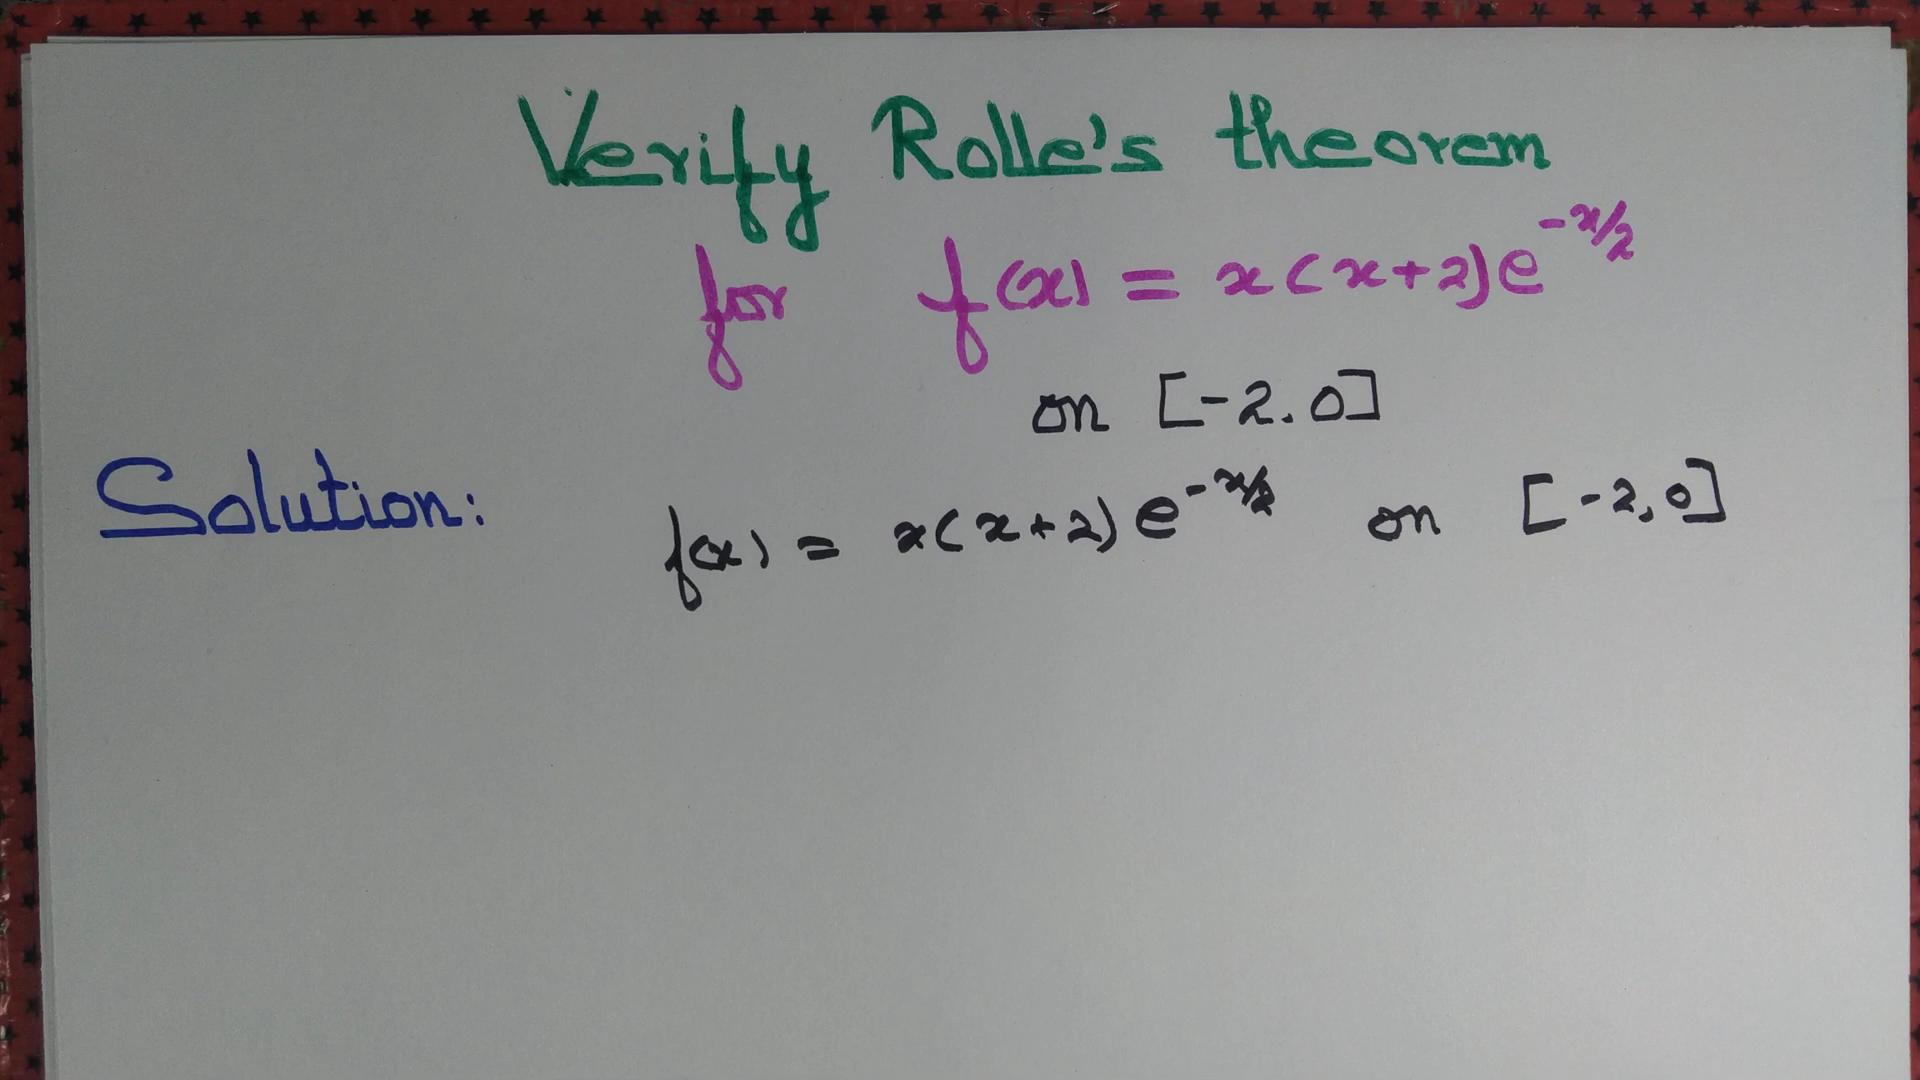 Verify Rolle's theorem
for f(x) = x(x+2)e^{-x/2}
on [-2, 0]
Solution: f(x) = x(x+2)e^{-x/2} on [-2, 0]